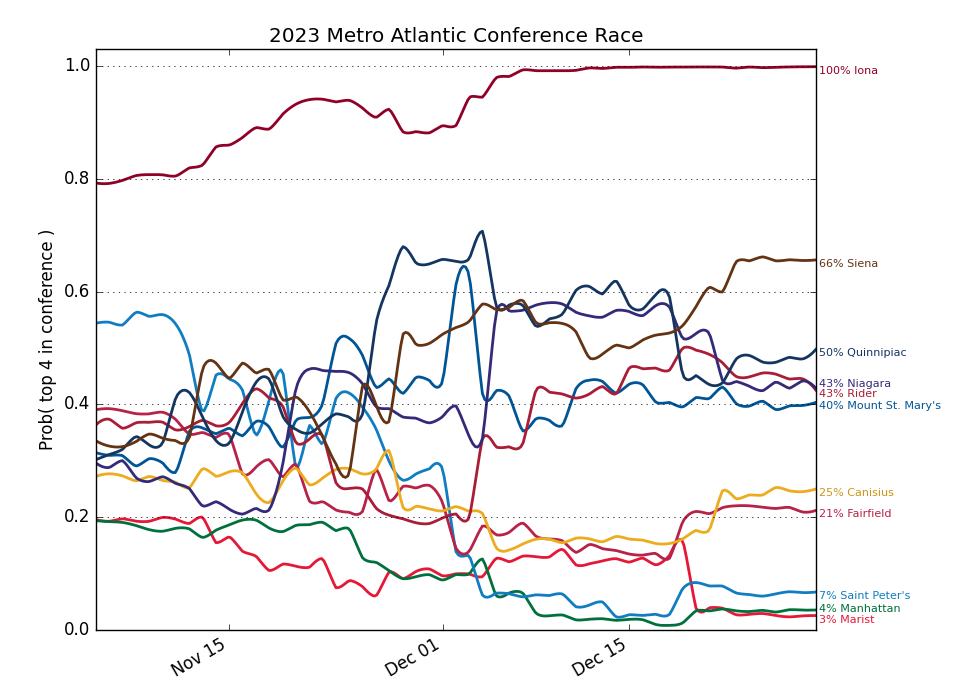 2023 Metro Atlantic Conference Race
Prob( top 4 in conference )
1.0
0.8
0.6
0.4
0.2
0.0
Nov 15
Dec 01
Dec 15
100% Iona
66% Siena
50% Quinnipiac
43% Niagara
43% Rider
40% Mount St. Mary's
25% Canisius
21% Fairfield
7% Saint Peter's
4% Manhattan
3% Marist